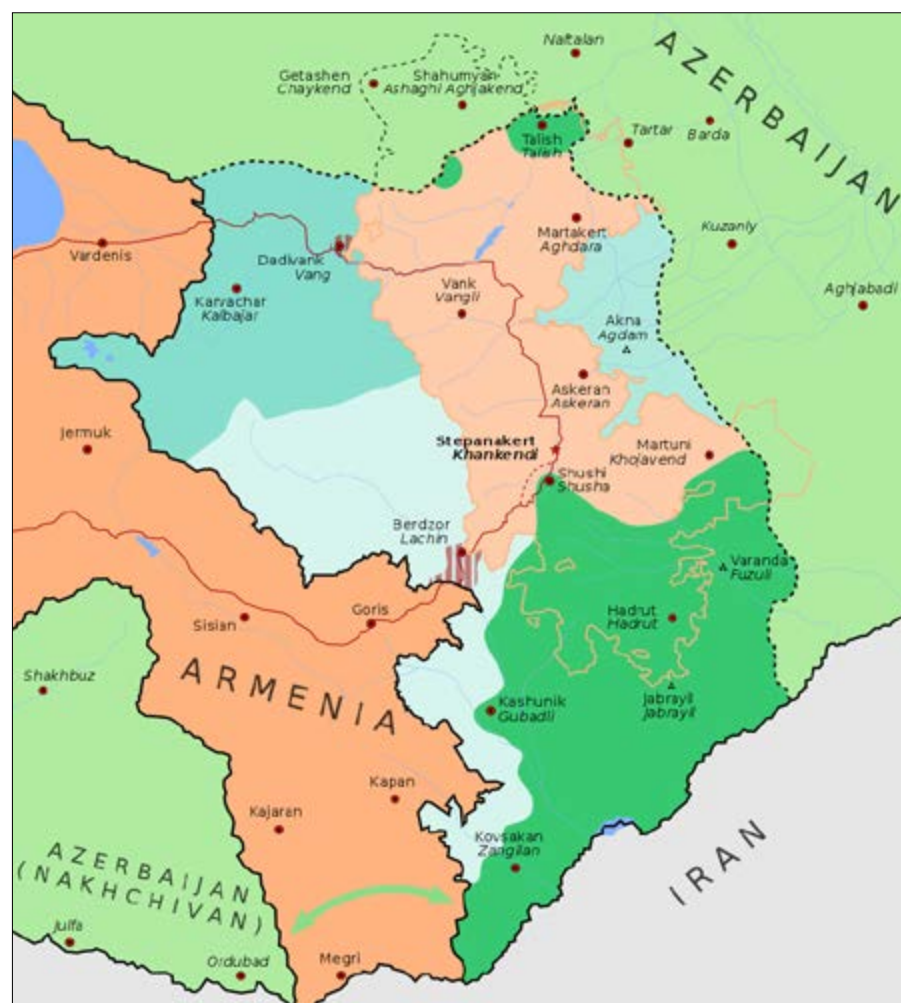 Naftalan
Getashen
Chaykend
Shahumyan
Ashaghi Aghjakend
AZERBAIJAN
Talish
Talish
Tartar
Barda
Vardenis
Dadivank
Vang
Martakert
Aghdara
Kuzanly
Karvachar
Kalbajar
Vank
Vangli
Aghjabadi
Akna
Agdam
Askeran
Askeran
Jermuk
Stepanakert
Khankendi
Martuni
Khojavend
Shushi
Shusha
Berdzor
Lachin
Varanda
Fuzuli
Sisian
Goris
Hadrut
Hadrut
Shakhbuz
ARMENIA
Kashunik
Gubadli
Jabrayil
Jabrayil
Kapan
Kajaran
Kovsakan
Zangilan
IRAN
AZERBAIJAN
(NAKHCHIVAN)
Julfa
Ordubad
Megri